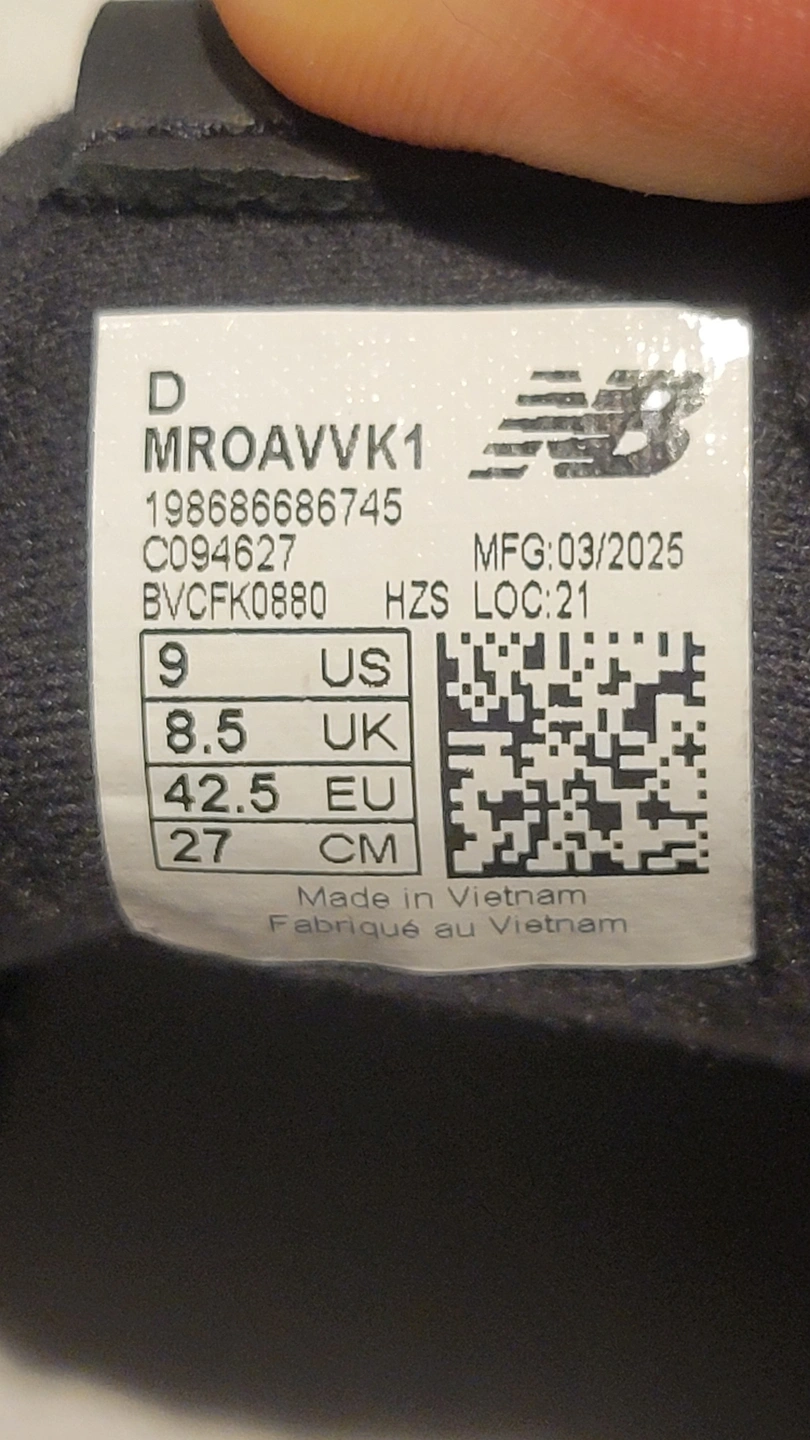 D
MROAVVK1
NB
198686686745
C094627 MFG:03/2025
BVCFK0880 HZS LOC:21
9 US
8.5 UK
42.5 EU
27 CM
Made in Vietnam
Fabriqué au Vietnam